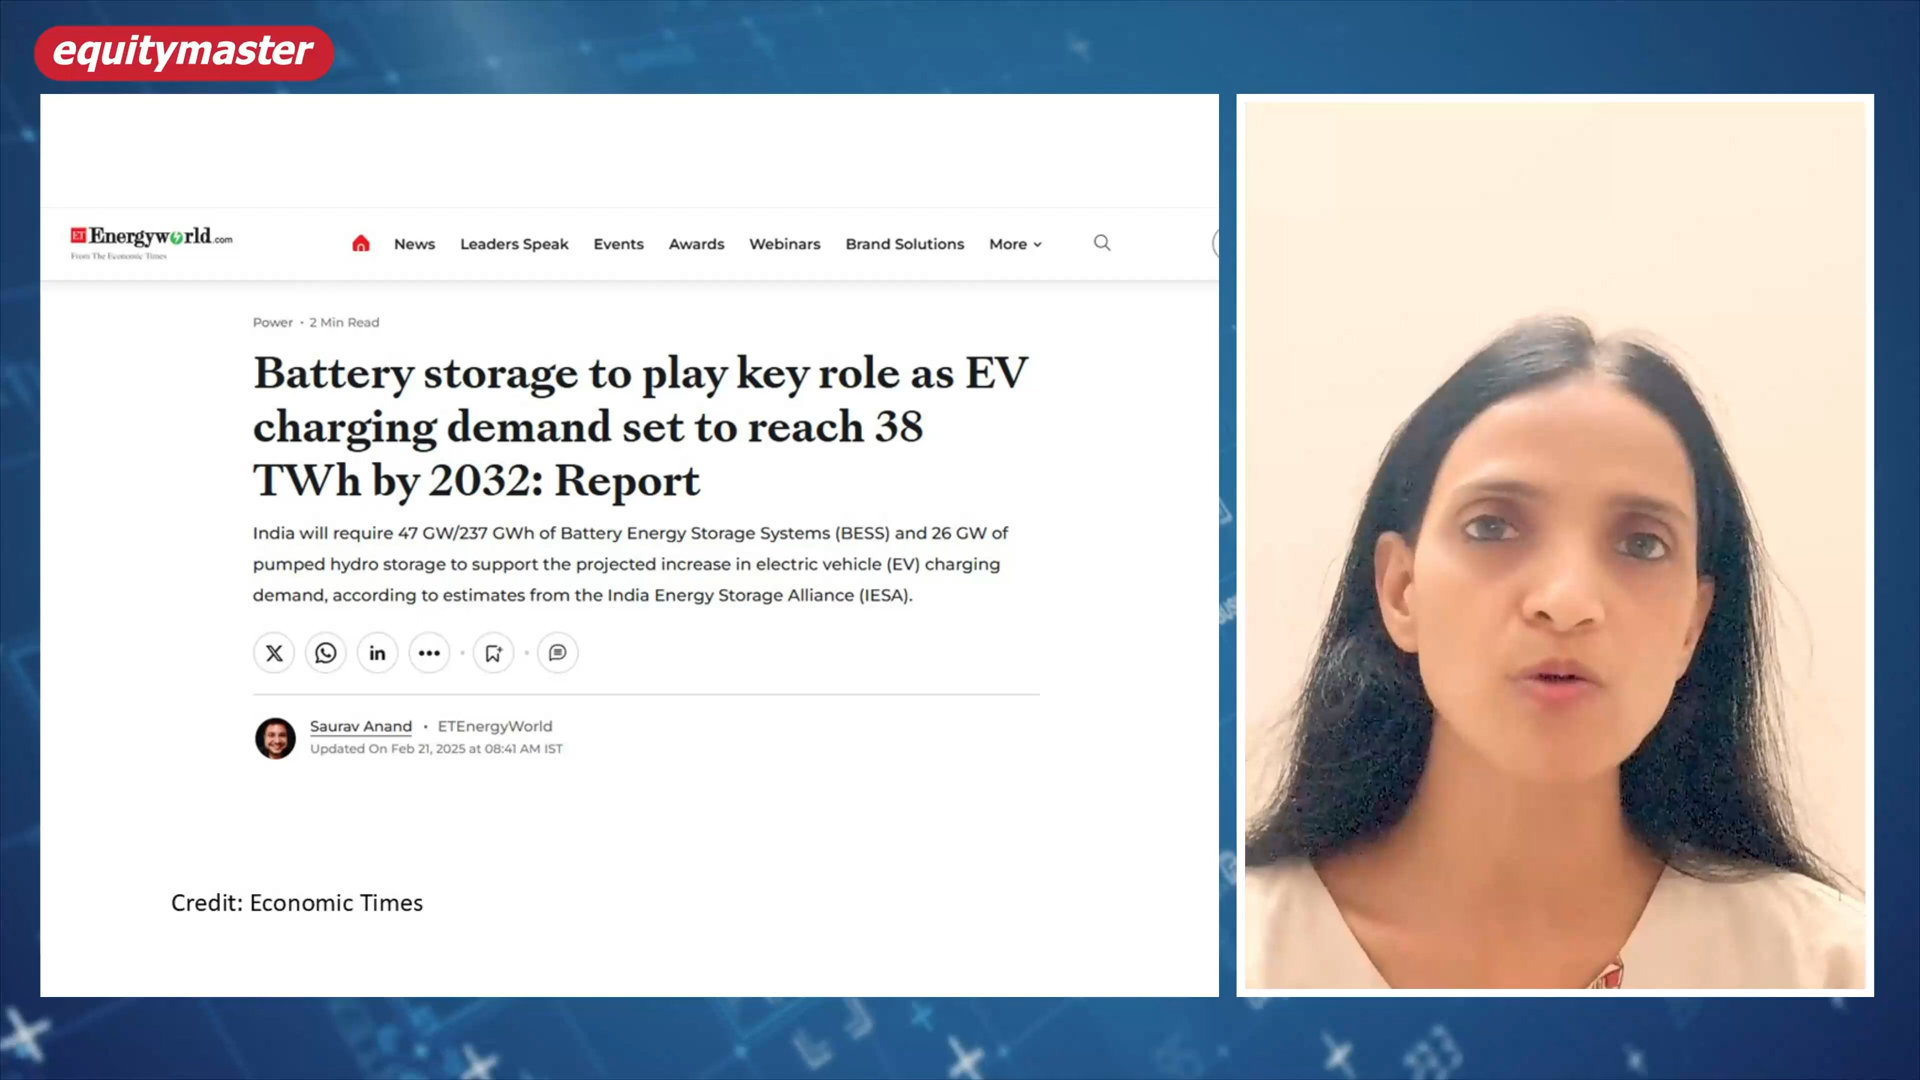 equitymaster
ET Energyworld.com
From The Economic Times
News Leaders Speak Events Awards Webinars Brand Solutions More
Power • 2 Min Read
Battery storage to play key role as EV
charging demand set to reach 38
TWh by 2032: Report
India will require 47 GW/237 GWh of Battery Energy Storage Systems (BESS) and 26 GW of
pumped hydro storage to support the projected increase in electric vehicle (EV) charging
demand, according to estimates from the India Energy Storage Alliance (IESA).
Saurav Anand • ETEnergyWorld
Updated On Feb 21, 2025 at 08:41 AM IST
Credit: Economic Times